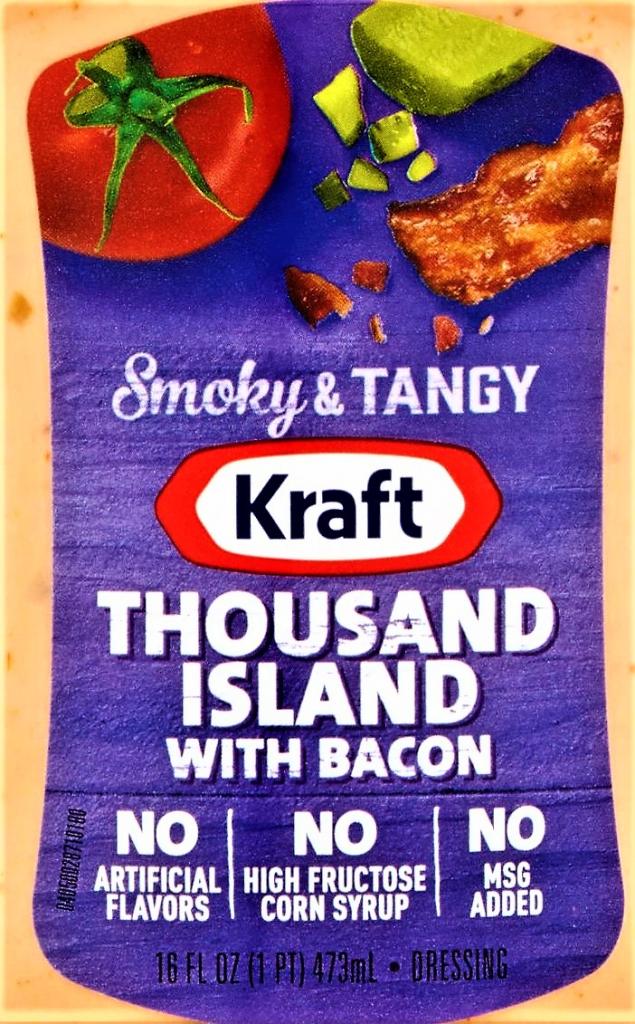 Smoky & TANGY
Kraft
THOUSAND
ISLAND
WITH BACON
NO
ARTIFICIAL
FLAVORS
NO
HIGH FRUCTOSE
CORN SYRUP
NO
MSG
ADDED
16 FL OZ (1 PT) 473mL • DRESSING